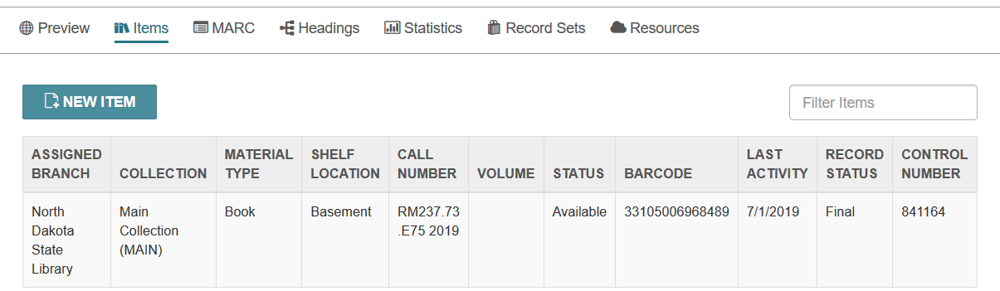 Preview Items MARC Headings Statistics Record Sets Resources
NEW ITEM
Filter Items
ASSIGNED BRANCH COLLECTION MATERIAL TYPE SHELF LOCATION CALL NUMBER VOLUME STATUS BARCODE LAST ACTIVITY RECORD STATUS CONTROL NUMBER
North Main Book Basement RM237.73 Available 33105006968489 7/1/2019 Final 841164
Dakota Collection .E75 2019
State (MAIN)
Library